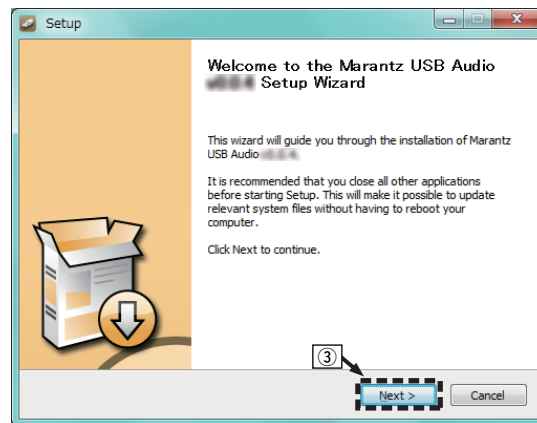 Setup
Welcome to the Marantz USB Audio
Setup Wizard
This wizard will guide you through the installation of Marantz
USB Audio
It is recommended that you close all other applications
before starting Setup. This will make it possible to update
relevant system files without having to reboot your
computer.
Click Next to continue.
③
Next >
Cancel